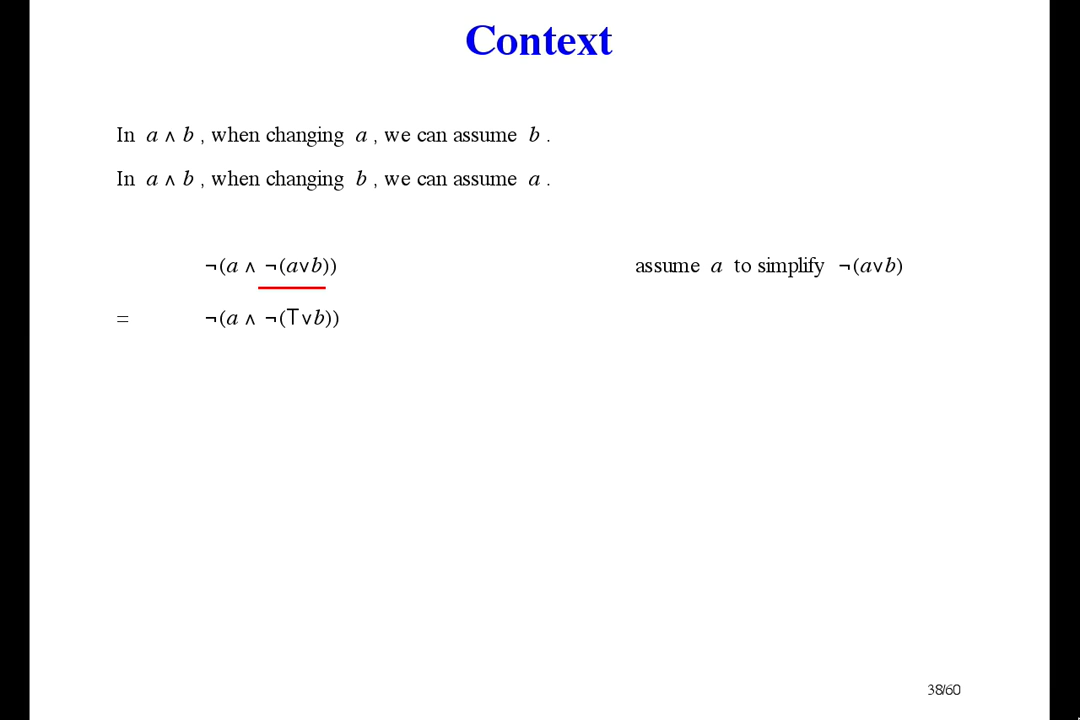 Context
In a ∧ b , when changing a , we can assume b .
In a ∧ b , when changing b , we can assume a .
¬(a ∧ ¬(a∨b)) assume a to simplify ¬(a∨b)
= ¬(a ∧ ¬(⊤∨b))
38/60